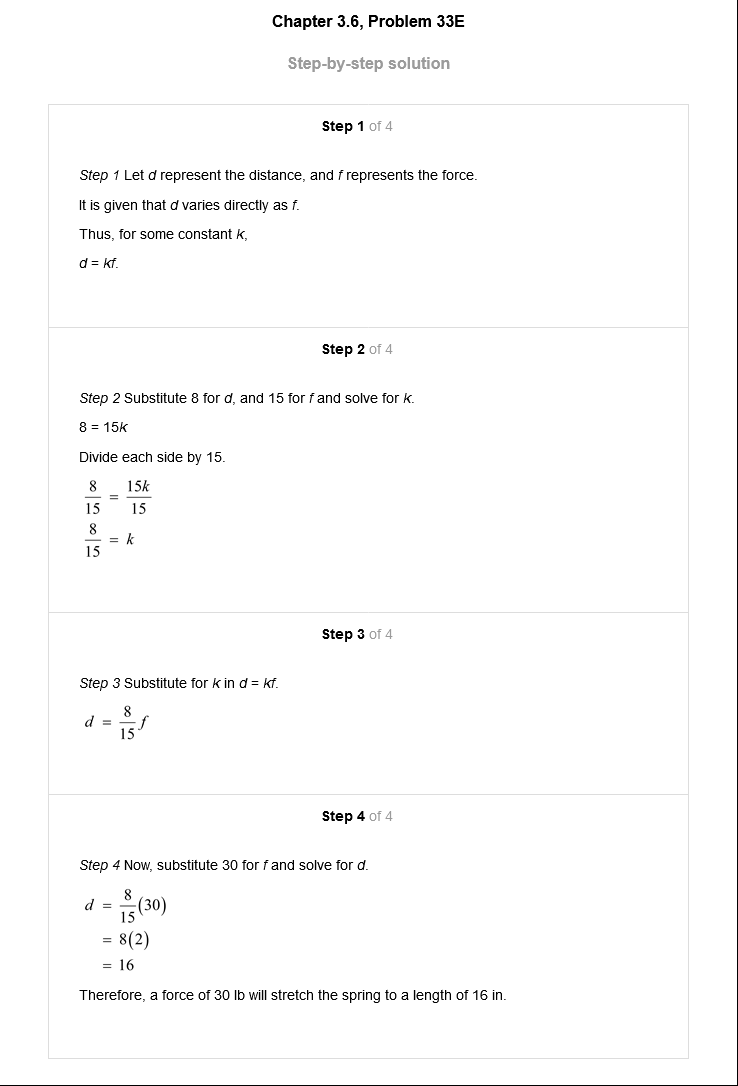 Chapter 3.6, Problem 33E
Step-by-step solution
Step 1 of 4
Step 1 Let d represent the distance, and f represents the force.
It is given that d varies directly as f.
Thus, for some constant k,
d = kf.
Step 2 of 4
Step 2 Substitute 8 for d, and 15 for f and solve for k.
8 = 15k
Divide each side by 15.
8/15 = 15k/15
8/15 = k
Step 3 of 4
Step 3 Substitute for k in d = kf.
d = 8/15 f
Step 4 of 4
Step 4 Now, substitute 30 for f and solve for d.
d = 8/15 (30)
= 8(2)
= 16
Therefore, a force of 30 lb will stretch the spring to a length of 16 in.